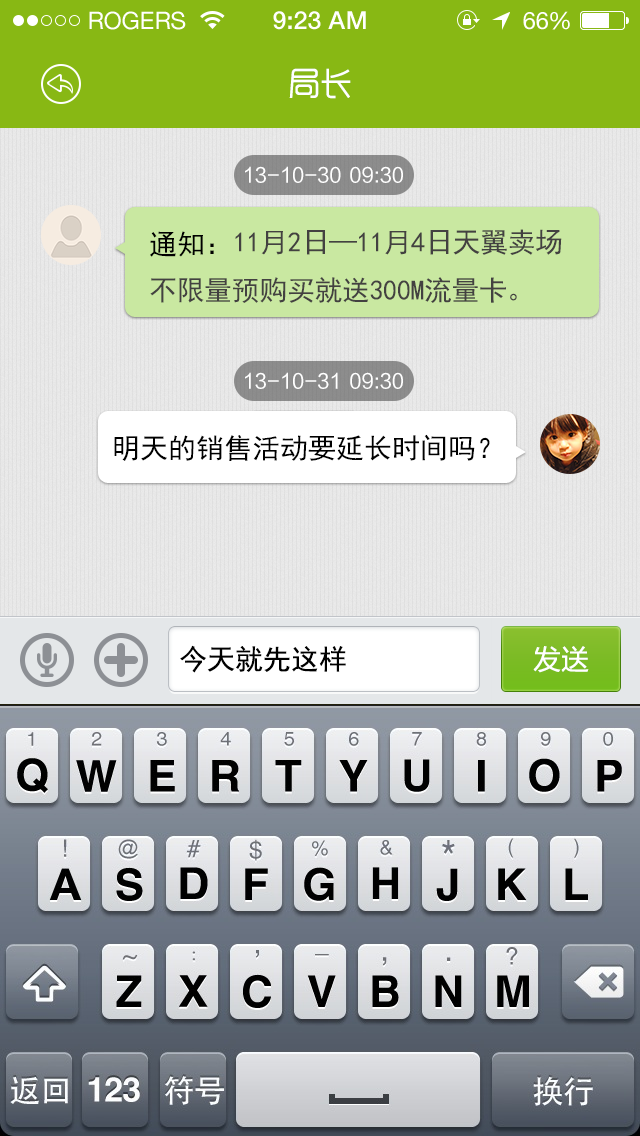 ROGERS 9:23 AM 66%
局长
13-10-30 09:30
通知：11月2日—11月4日天翼卖场
不限量预购买就送300M流量卡。
13-10-31 09:30
明天的销售活动要延长时间吗？
今天就先这样 发送
1 2 3 4 5 6 7 8 9 0
Q W E R T Y U I O P
! @ # $ % & * ( )
A S D F G H J K L
~ : ' — , . ?
Z X C V B N M
返回 123 符号 换行